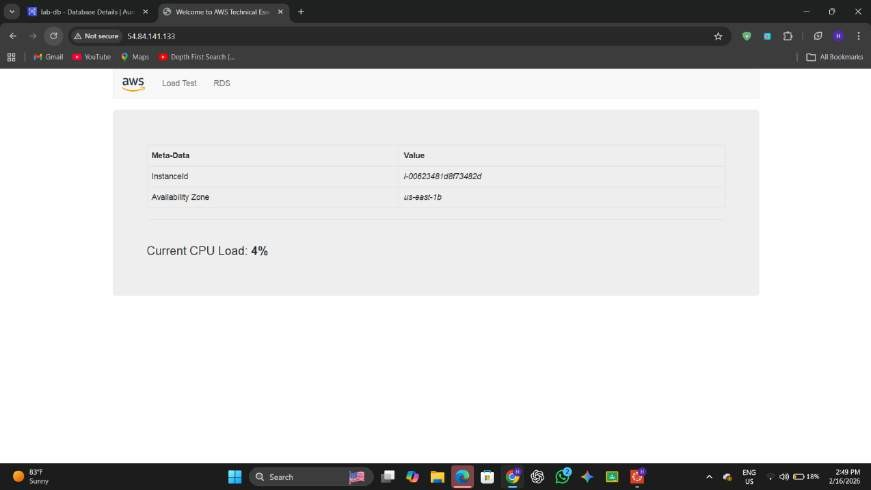 lab-db - Database Details | Aur
Welcome to AWS Technical Ess
Not secure 54.84.141.133
Gmail YouTube Maps Depth First Search (... All Bookmarks
aws Load Test RDS
Meta-Data Value
InstanceId i-00623481d8f73482d
Availability Zone us-east-1b
Current CPU Load: 4%
83°F
Sunny
Search
2
ENG
US
18%
2:49 PM
2/16/2026